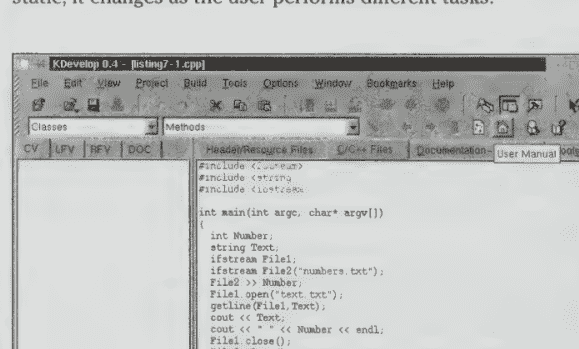 static, it changes as the user performs different tasks.
KDevelop 0.4 - [listing7-1.cpp]
File Edit View Project Build Tools Options Window Bookmarks Help
Classes Methods
CV LFV RFV DOC Header/Resource Files C/C++ Files Documentation- User Manual ools
#include <fstream>
#include <string
#include <iostream
int main(int argc, char* argv[])
{
int Number;
string Text;
ifstream File1;
ifstream File2("numbers.txt");
File2 >> Number;
File1.open("text.txt");
getline(File1,Text);
cout << Text;
cout << " " << Number << endl;
File1.close();